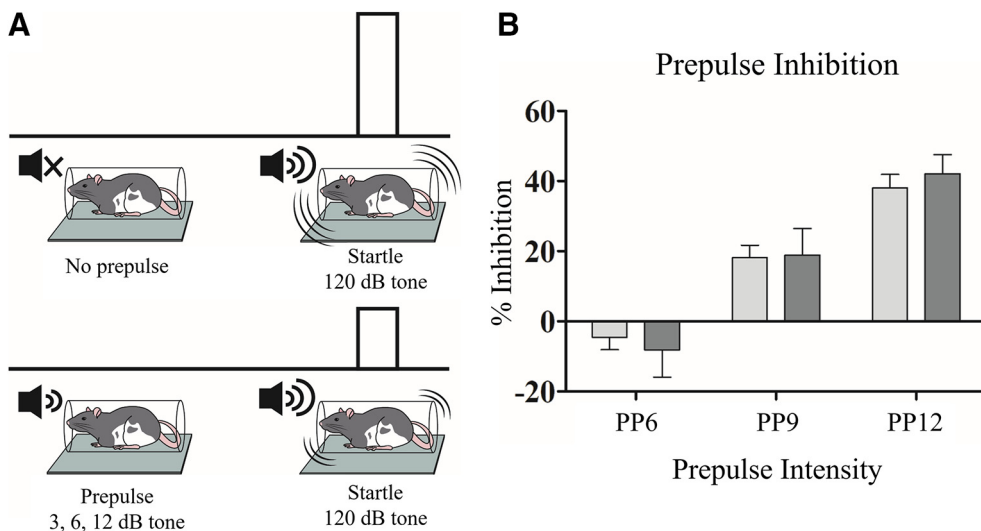 A
No prepulse
Startle
120 dB tone
Prepulse
3, 6, 12 dB tone
Startle
120 dB tone
B
Prepulse Inhibition
% Inhibition
60
40
20
0
-20
PP6
PP9
PP12
Prepulse Intensity